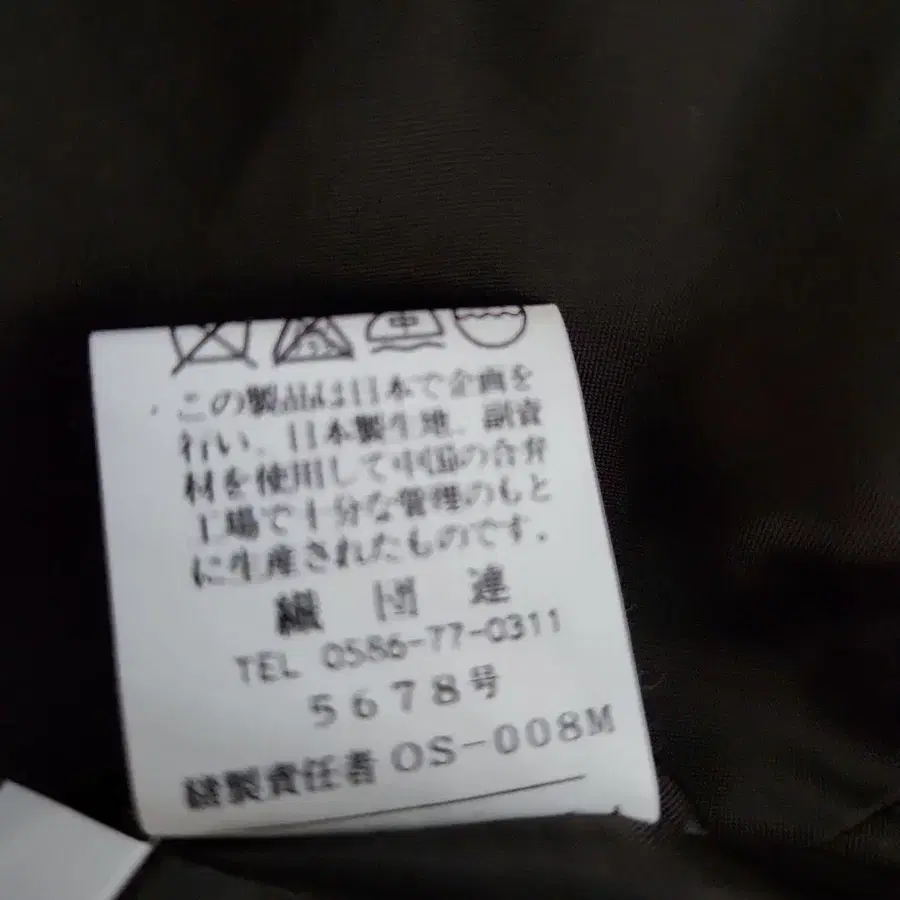 中
この製品は日本で企画を
行い、日本製生地、副資
材を使用して中国の合弁
工場で十分な管理のもと
に生産されたものです。
織団連
TEL 0586-77-0311
5678号
縫製責任者 OS-008M